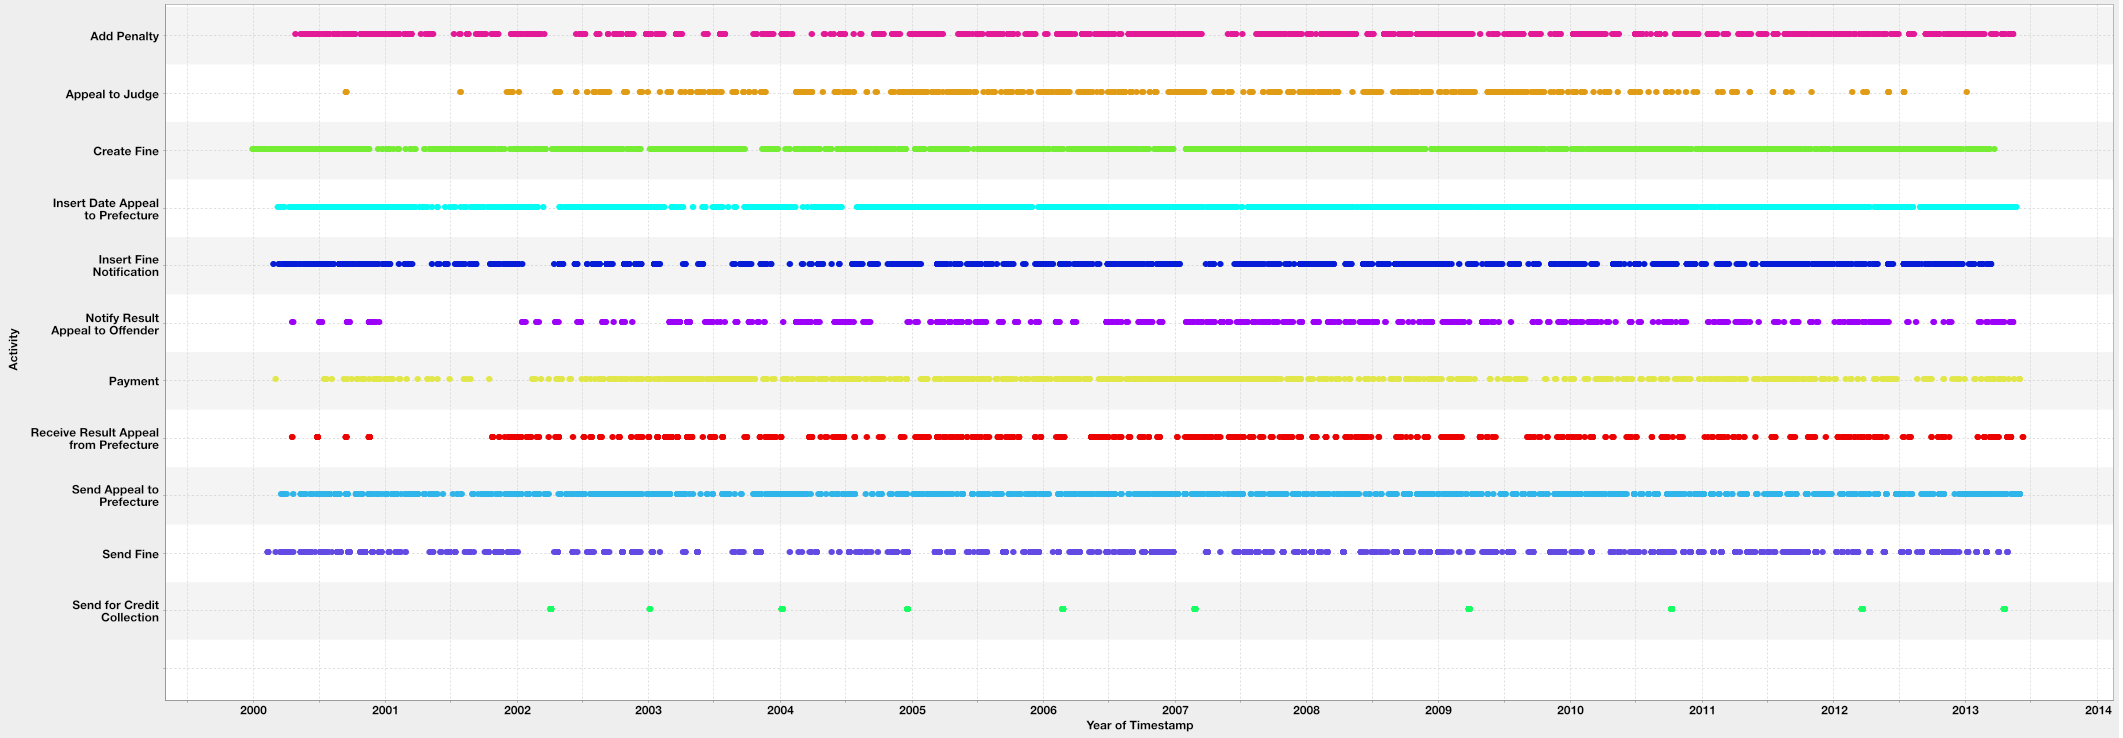 Add Penalty
Appeal to Judge
Create Fine
Insert Date Appeal
to Prefecture
Insert Fine
Notification
Notify Result
Appeal to Offender
Payment
Receive Result Appeal
from Prefecture
Send Appeal to
Prefecture
Send Fine
Send for Credit
Collection
Activity
2000 2001 2002 2003 2004 2005 2006 2007 2008 2009 2010 2011 2012 2013 2014
Year of Timestamp